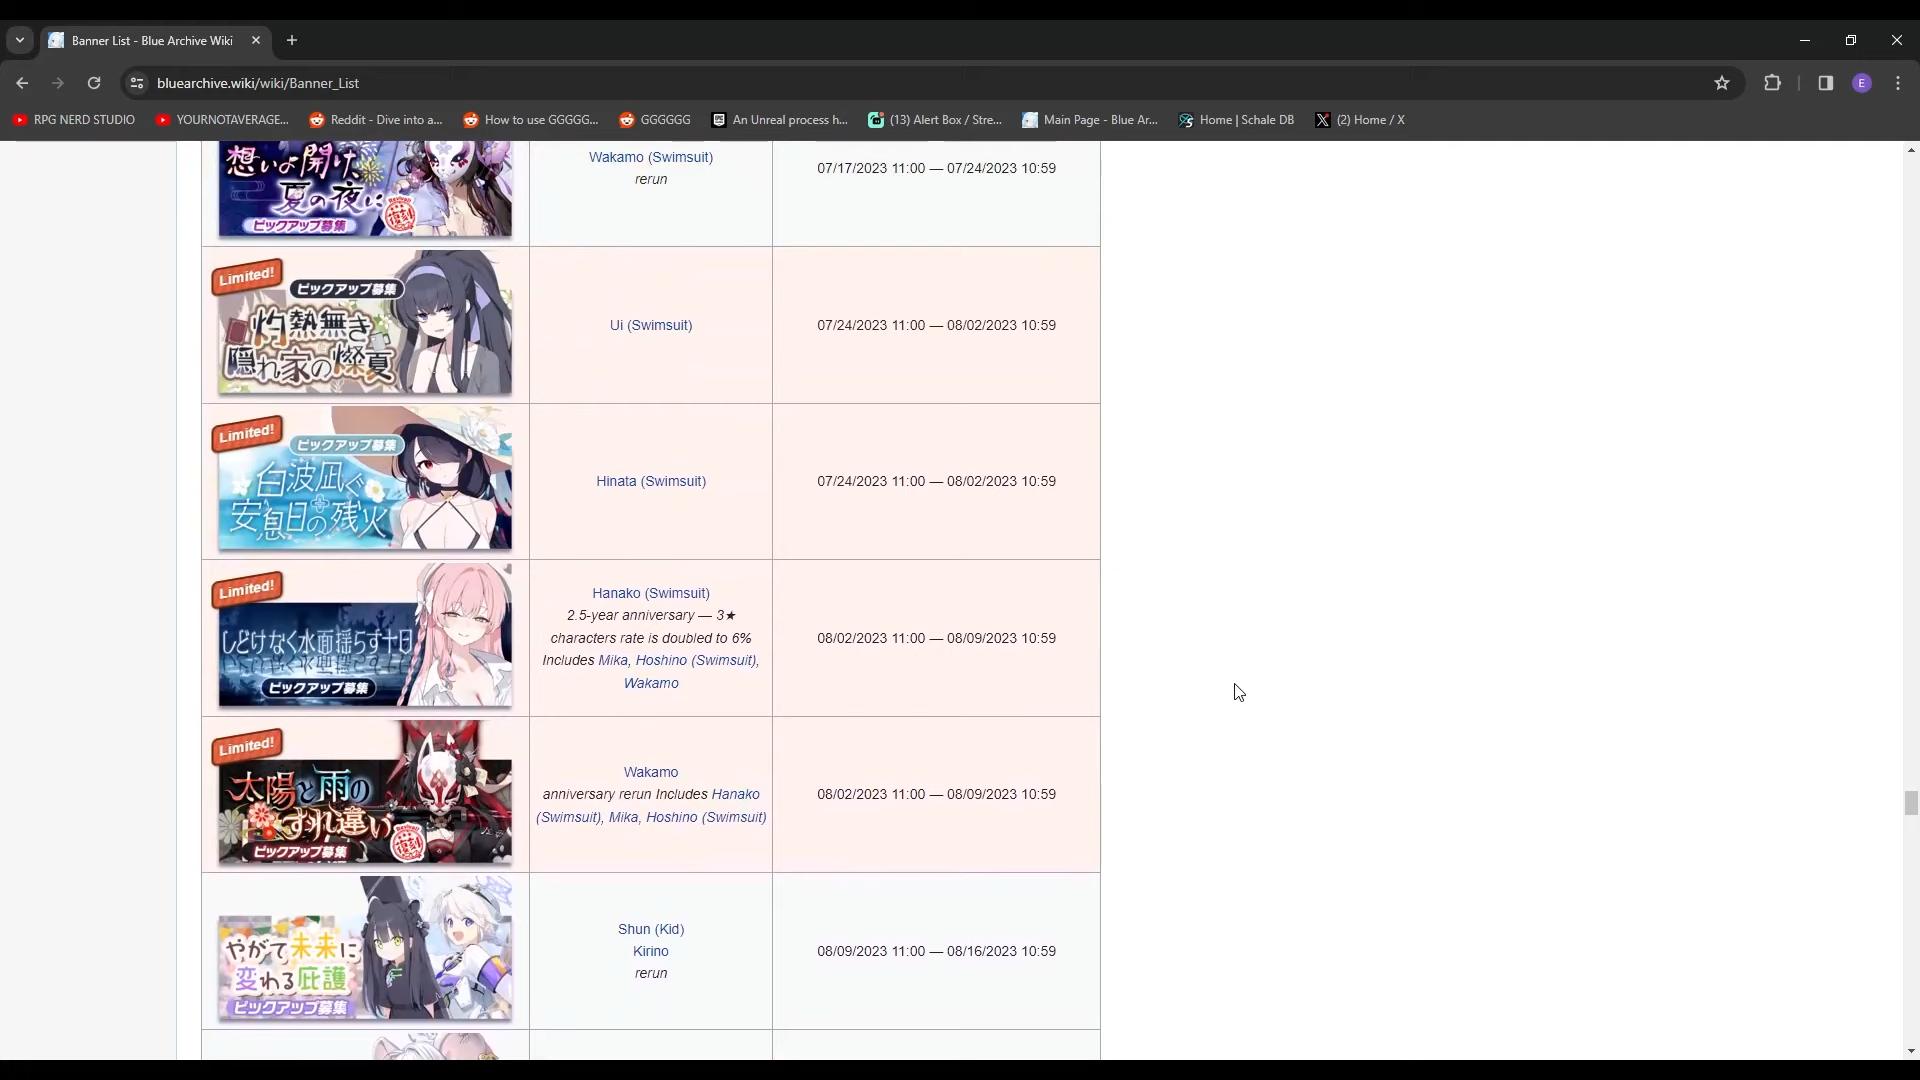 Banner List - Blue Archive Wiki
bluearchive.wiki/wiki/Banner_List
E
RPG NERD STUDIO
YOURNOTAVERAGE...
Reddit - Dive into a...
How to use GGGGG...
GGGGGG
An Unreal process h...
(13) Alert Box / Stre...
Main Page - Blue Ar...
Home | Schale DB
(2) Home / X
想いよ開け、
夏の夜に
Revival!
復刻
ピックアップ募集
Wakamo (Swimsuit)
rerun
07/17/2023 11:00 — 07/24/2023 10:59
Limited!
ピックアップ募集
灼熱無き
隠れ家の燦夏
Ui (Swimsuit)
07/24/2023 11:00 — 08/02/2023 10:59
Limited!
ピックアップ募集
白波凪ぐ
安息日の残火
Hinata (Swimsuit)
07/24/2023 11:00 — 08/02/2023 10:59
Limited!
しどけなく水面揺らす十日
ピックアップ募集
Hanako (Swimsuit)
2.5-year anniversary — 3★
characters rate is doubled to 6%
Includes Mika, Hoshino (Swimsuit),
Wakamo
08/02/2023 11:00 — 08/09/2023 10:59
Limited!
太陽と雨の
すれ違い
Revival!
復刻
ピックアップ募集
Wakamo
anniversary rerun Includes Hanako
(Swimsuit), Mika, Hoshino (Swimsuit)
08/02/2023 11:00 — 08/09/2023 10:59
やがて未来に
変わる庇護
ピックアップ募集
Shun (Kid)
Kirino
rerun
08/09/2023 11:00 — 08/16/2023 10:59